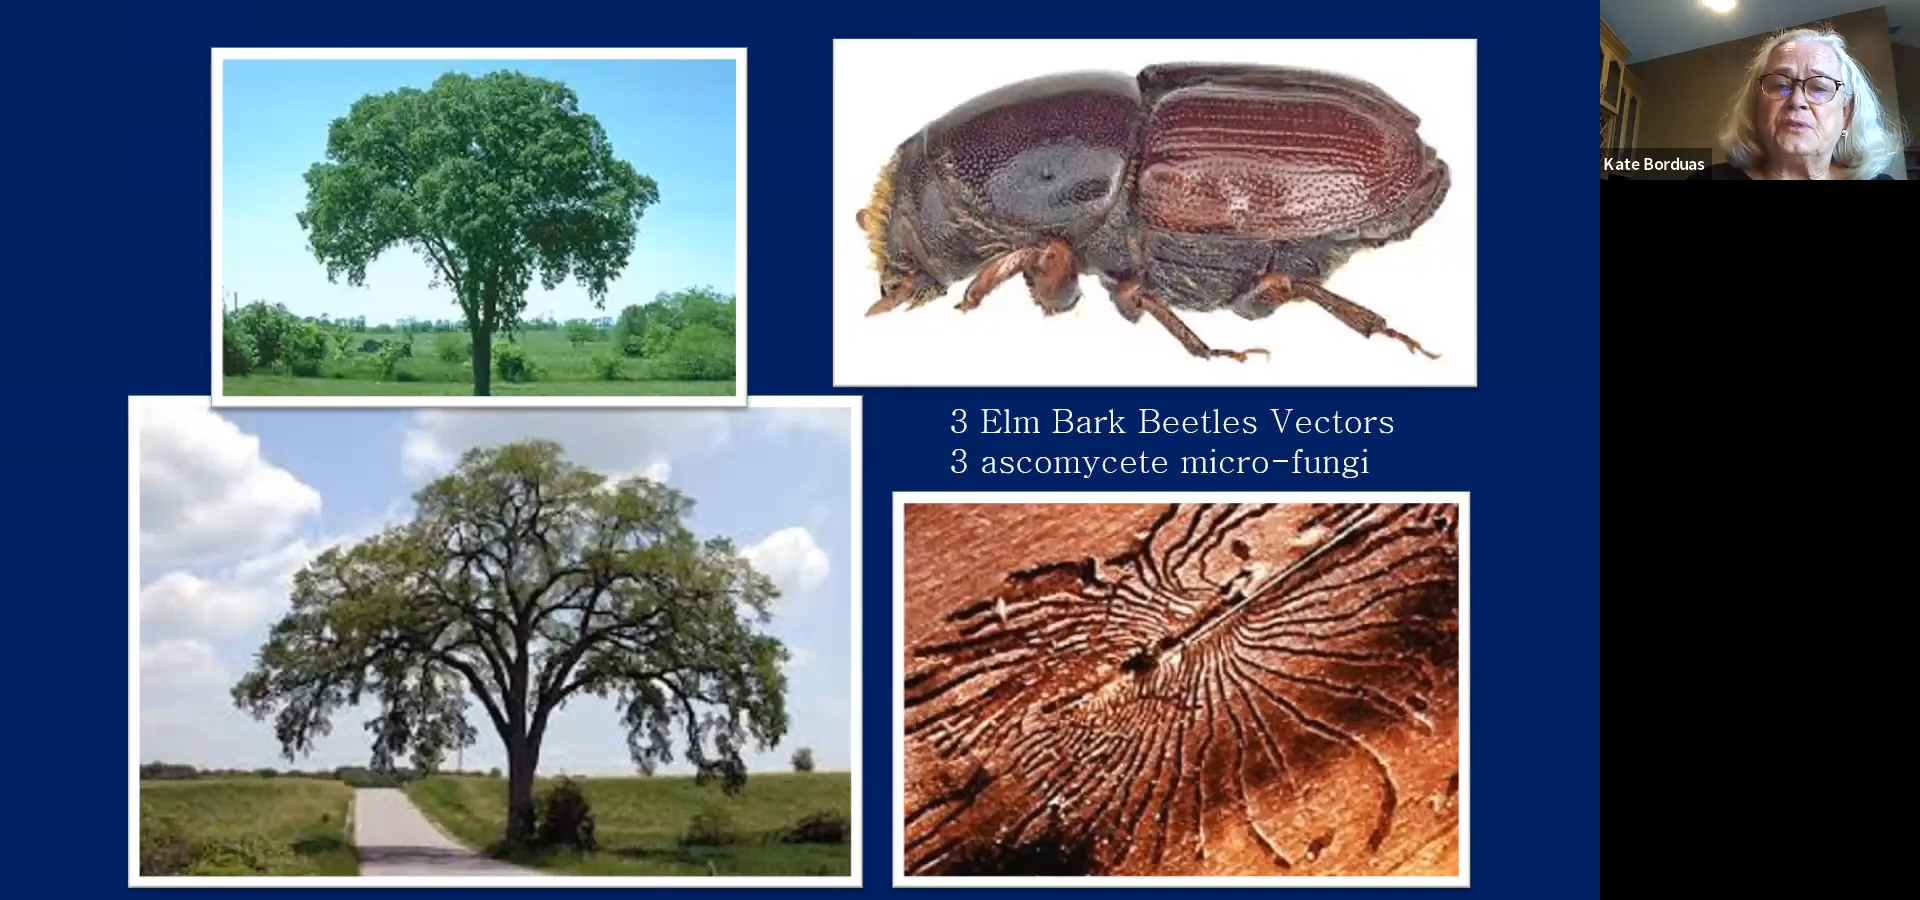 3 Elm Bark Beetles Vectors
3 ascomycete micro-fungi
Kate Borduas